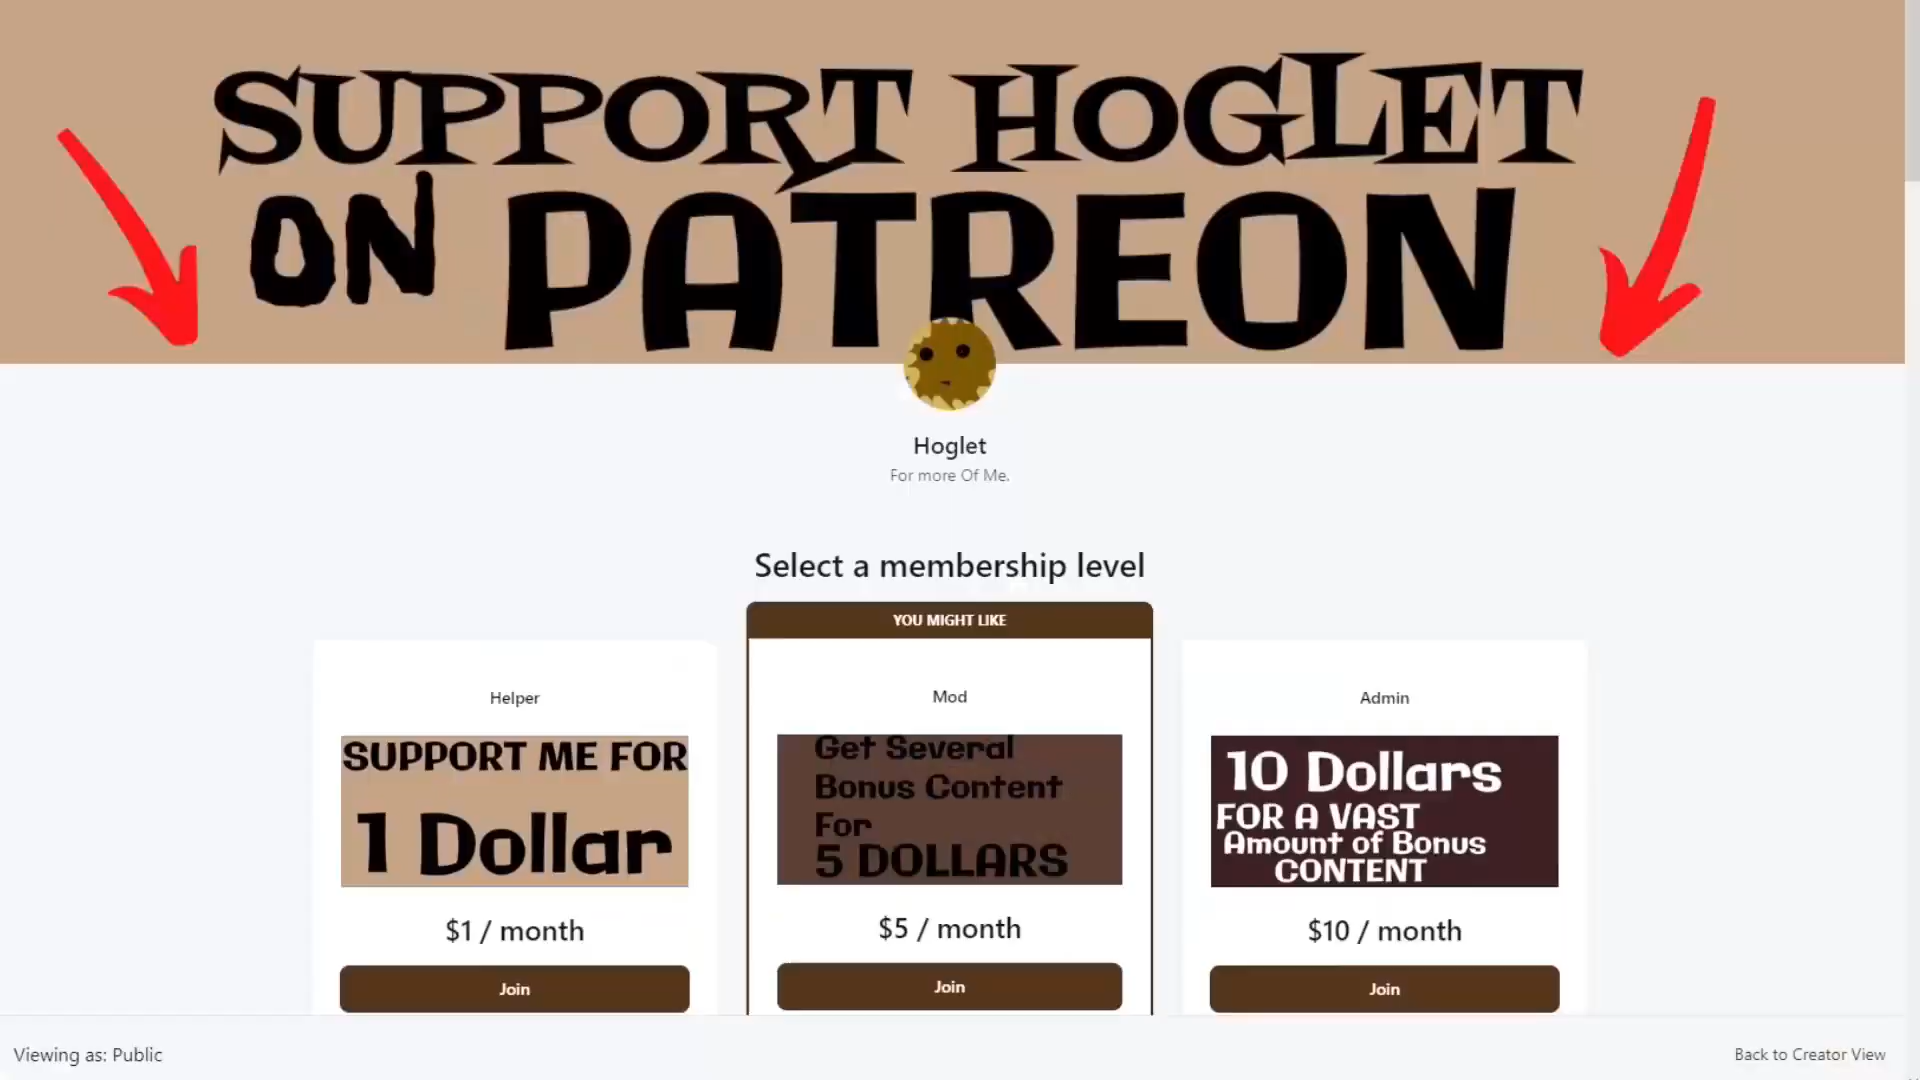 SUPPORT HOGLET
ON PATREON
Hoglet
For more Of Me.
Select a membership level
YOU MIGHT LIKE
Helper
SUPPORT ME FOR
1 Dollar
$1 / month
Join
Mod
Get Several
Bonus Content
For
5 DOLLARS
$5 / month
Join
Admin
10 Dollars
FOR A VAST
Amount of Bonus
CONTENT
$10 / month
Join
Viewing as: Public
Back to Creator View